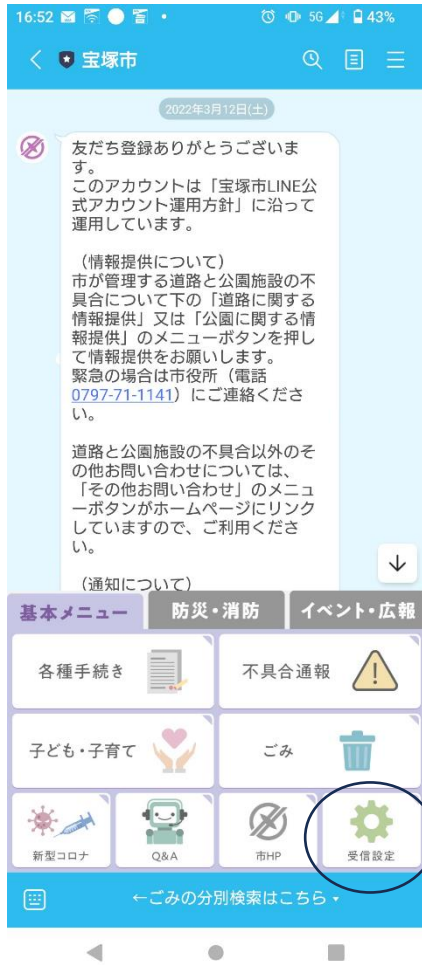 16:52 5G 43%
宝塚市
2022年3月12日(土)
友だち登録ありがとうございま
す。
このアカウントは「宝塚市LINE公
式アカウント運用方針」に沿って
運用しています。
（情報提供について）
市が管理する道路と公園施設の不
具合について下の「道路に関する
情報提供」又は「公園に関する情
報提供」のメニューボタンを押し
て情報提供をお願いします。
緊急の場合は市役所（電話
0797-71-1141）にご連絡くださ
い。
道路と公園施設の不具合以外のそ
の他お問い合わせについては、
「その他お問い合わせ」のメニュ
ーボタンがホームページにリンク
していますので、ご利用くださ
い。
（通知について）
基本メニュー 防災・消防 イベント・広報
各種手続き 不具合通報
子ども・子育て ごみ
新型コロナ Q&A 市HP 受信設定
←ごみの分別検索はこちら